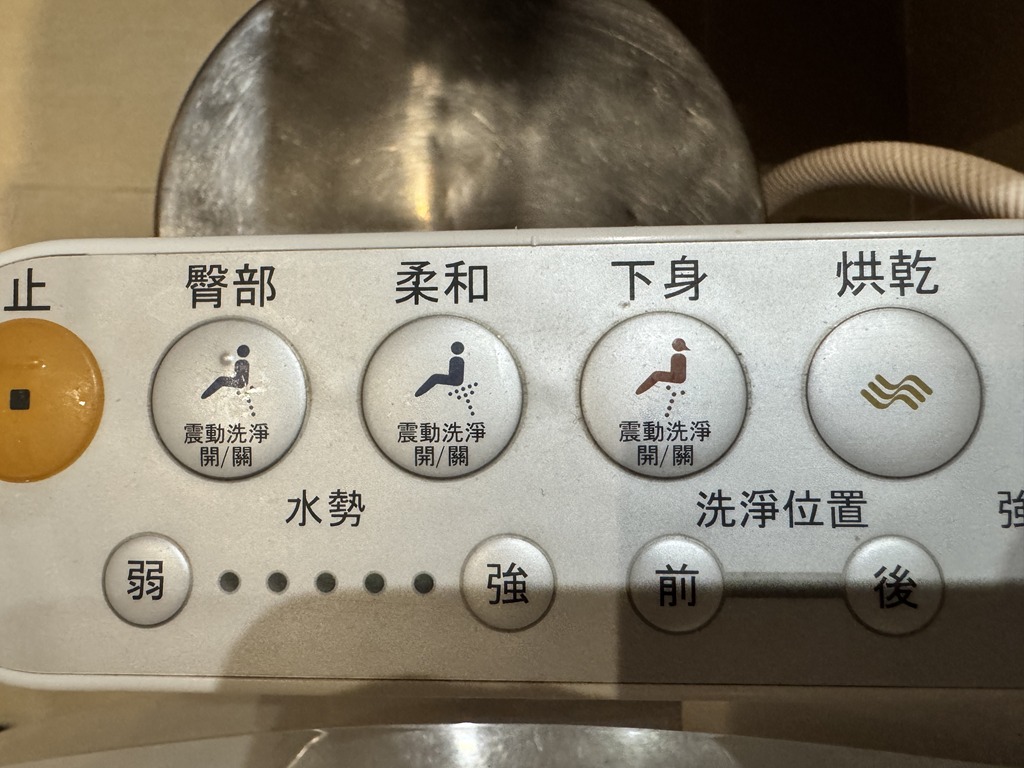 止 臀部 柔和 下身 烘乾
震動洗淨 震動洗淨 震動洗淨
開/關 開/關 開/關
水勢 洗淨位置 強
弱 強 前 後